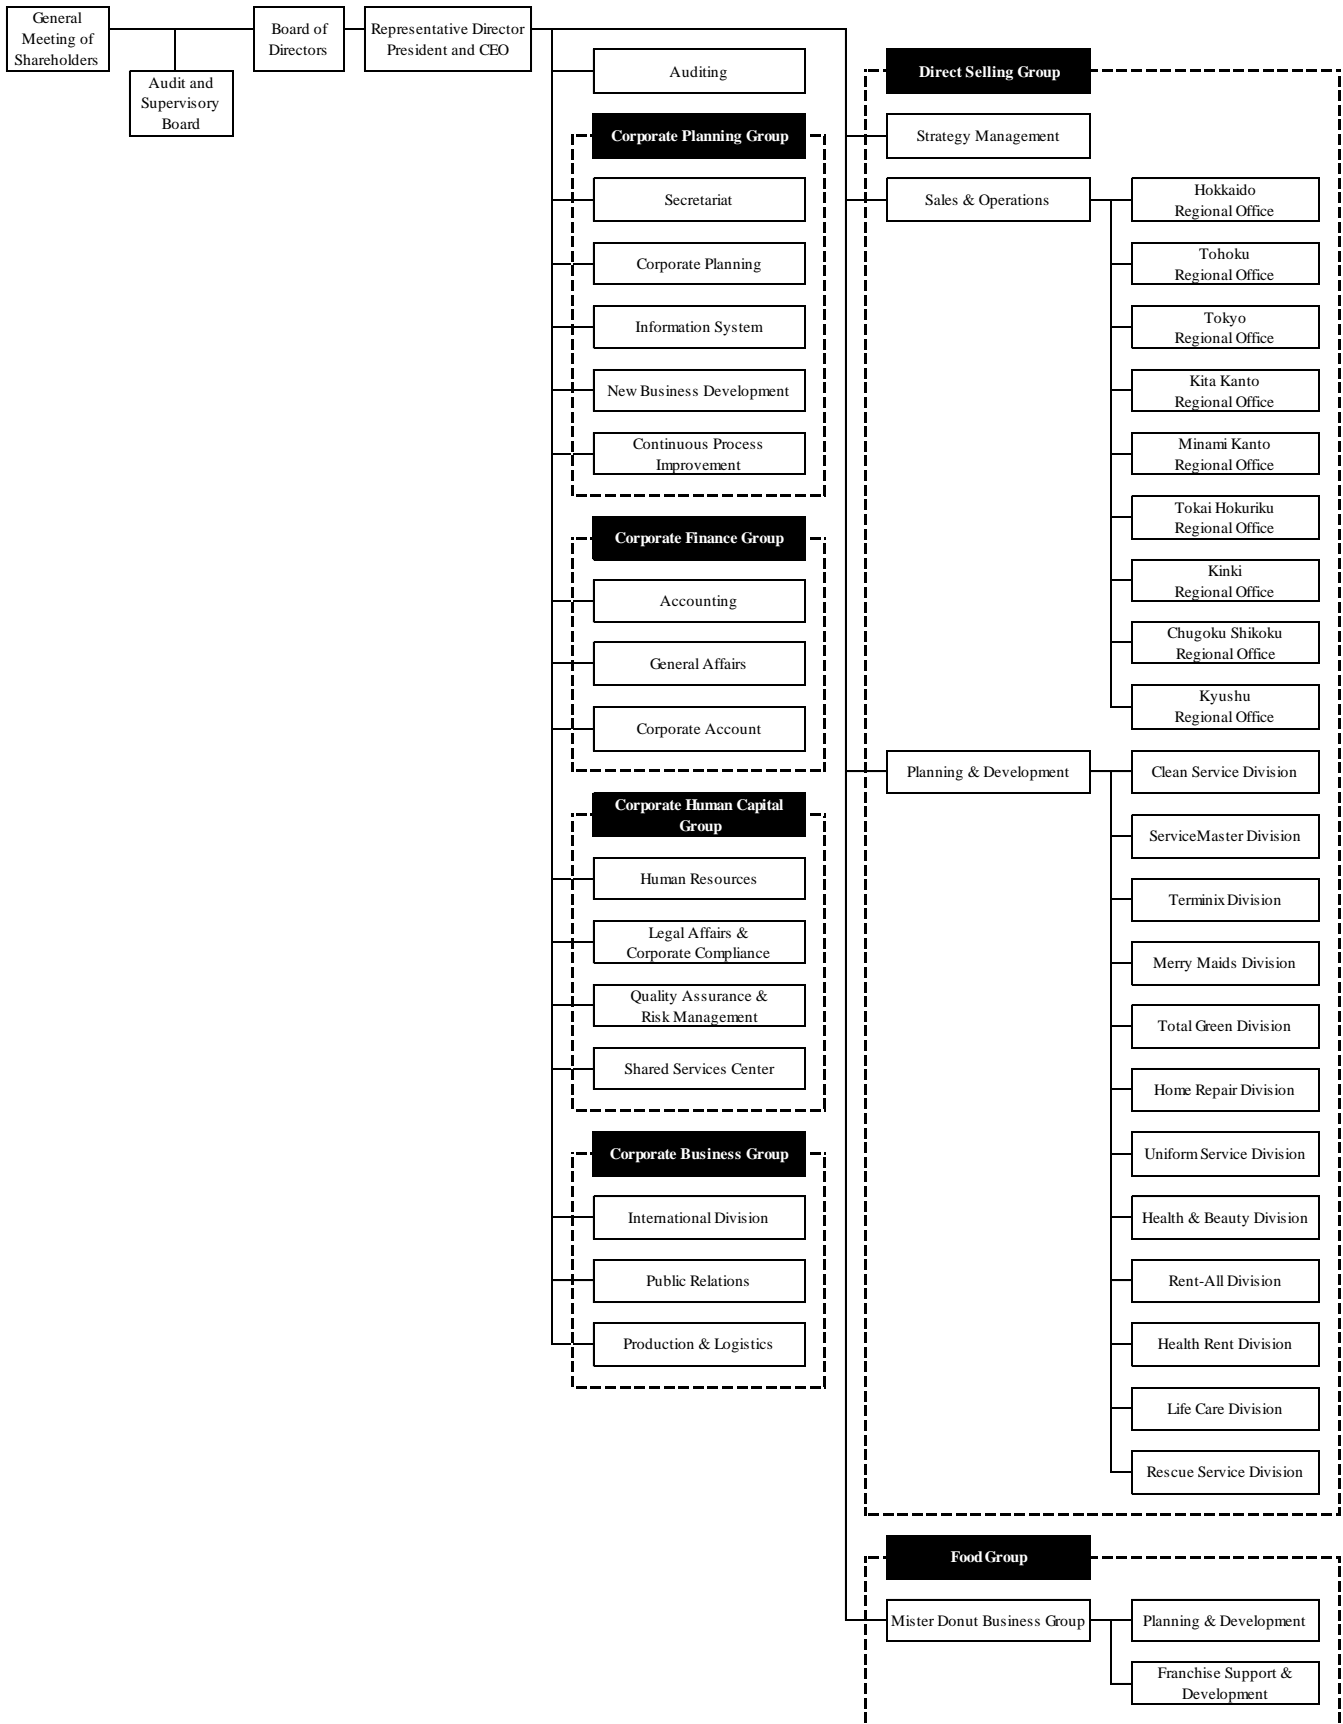 General
Meeting of
Shareholders
Audit and
Supervisory
Board
Board of
Directors
Representative Director
President and CEO
Auditing
Corporate Planning Group
Secretariat
Corporate Planning
Information System
New Business Development
Continuous Process
Improvement
Corporate Finance Group
Accounting
General Affairs
Corporate Account
Corporate Human Capital
Group
Human Resources
Legal Affairs &
Corporate Compliance
Quality Assurance &
Risk Management
Shared Services Center
Corporate Business Group
International Division
Public Relations
Production & Logistics
Direct Selling Group
Strategy Management
Sales & Operations
Hokkaido
Regional Office
Tohoku
Regional Office
Tokyo
Regional Office
Kita Kanto
Regional Office
Minami Kanto
Regional Office
Tokai Hokuriku
Regional Office
Kinki
Regional Office
Chugoku Shikoku
Regional Office
Kyushu
Regional Office
Planning & Development
Clean Service Division
ServiceMaster Division
Terminix Division
Merry Maids Division
Total Green Division
Home Repair Division
Uniform Service Division
Health & Beauty Division
Rent-All Division
Health Rent Division
Life Care Division
Rescue Service Division
Food Group
Mister Donut Business Group
Planning & Development
Franchise Support &
Development